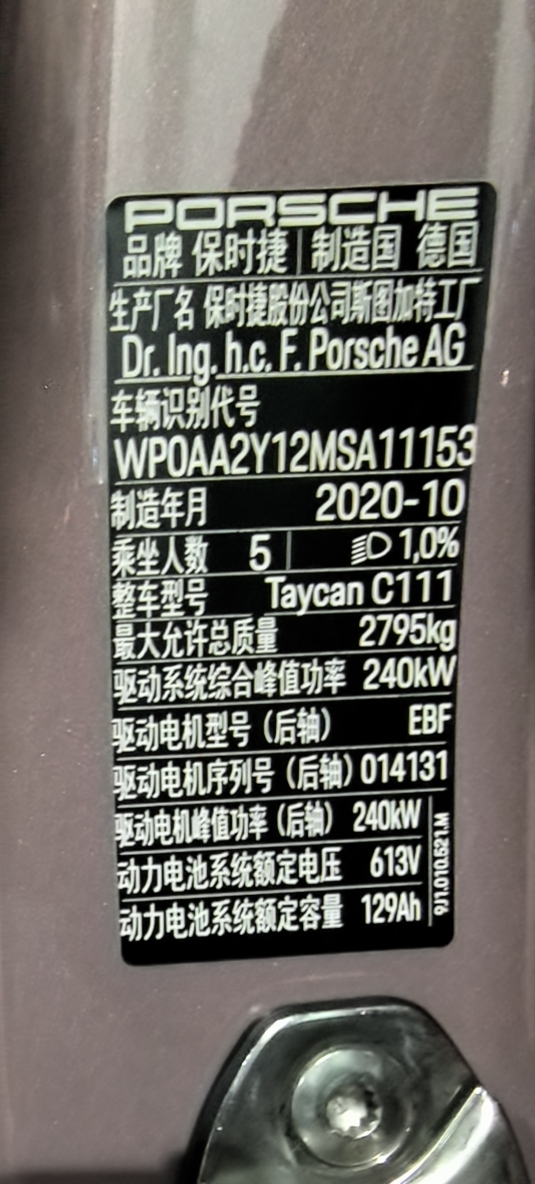 PORSCHE
品牌 保时捷 | 制造国 德国
生产厂名 保时捷股份公司斯图加特工厂
Dr. Ing. h.c. F. Porsche AG
车辆识别代号
WP0AA2Y12MSA11153
制造年月 2020-10
乘坐人数 5 | 1,0%
整车型号 Taycan C111
最大允许总质量 2795kg
驱动系统综合峰值功率 240kW
驱动电机型号（后轴） EBF
驱动电机序列号（后轴）014131
驱动电机峰值功率（后轴） 240kW
动力电池系统额定电压 613V
动力电池系统额定容量 129Ah
9J1.010.521.M